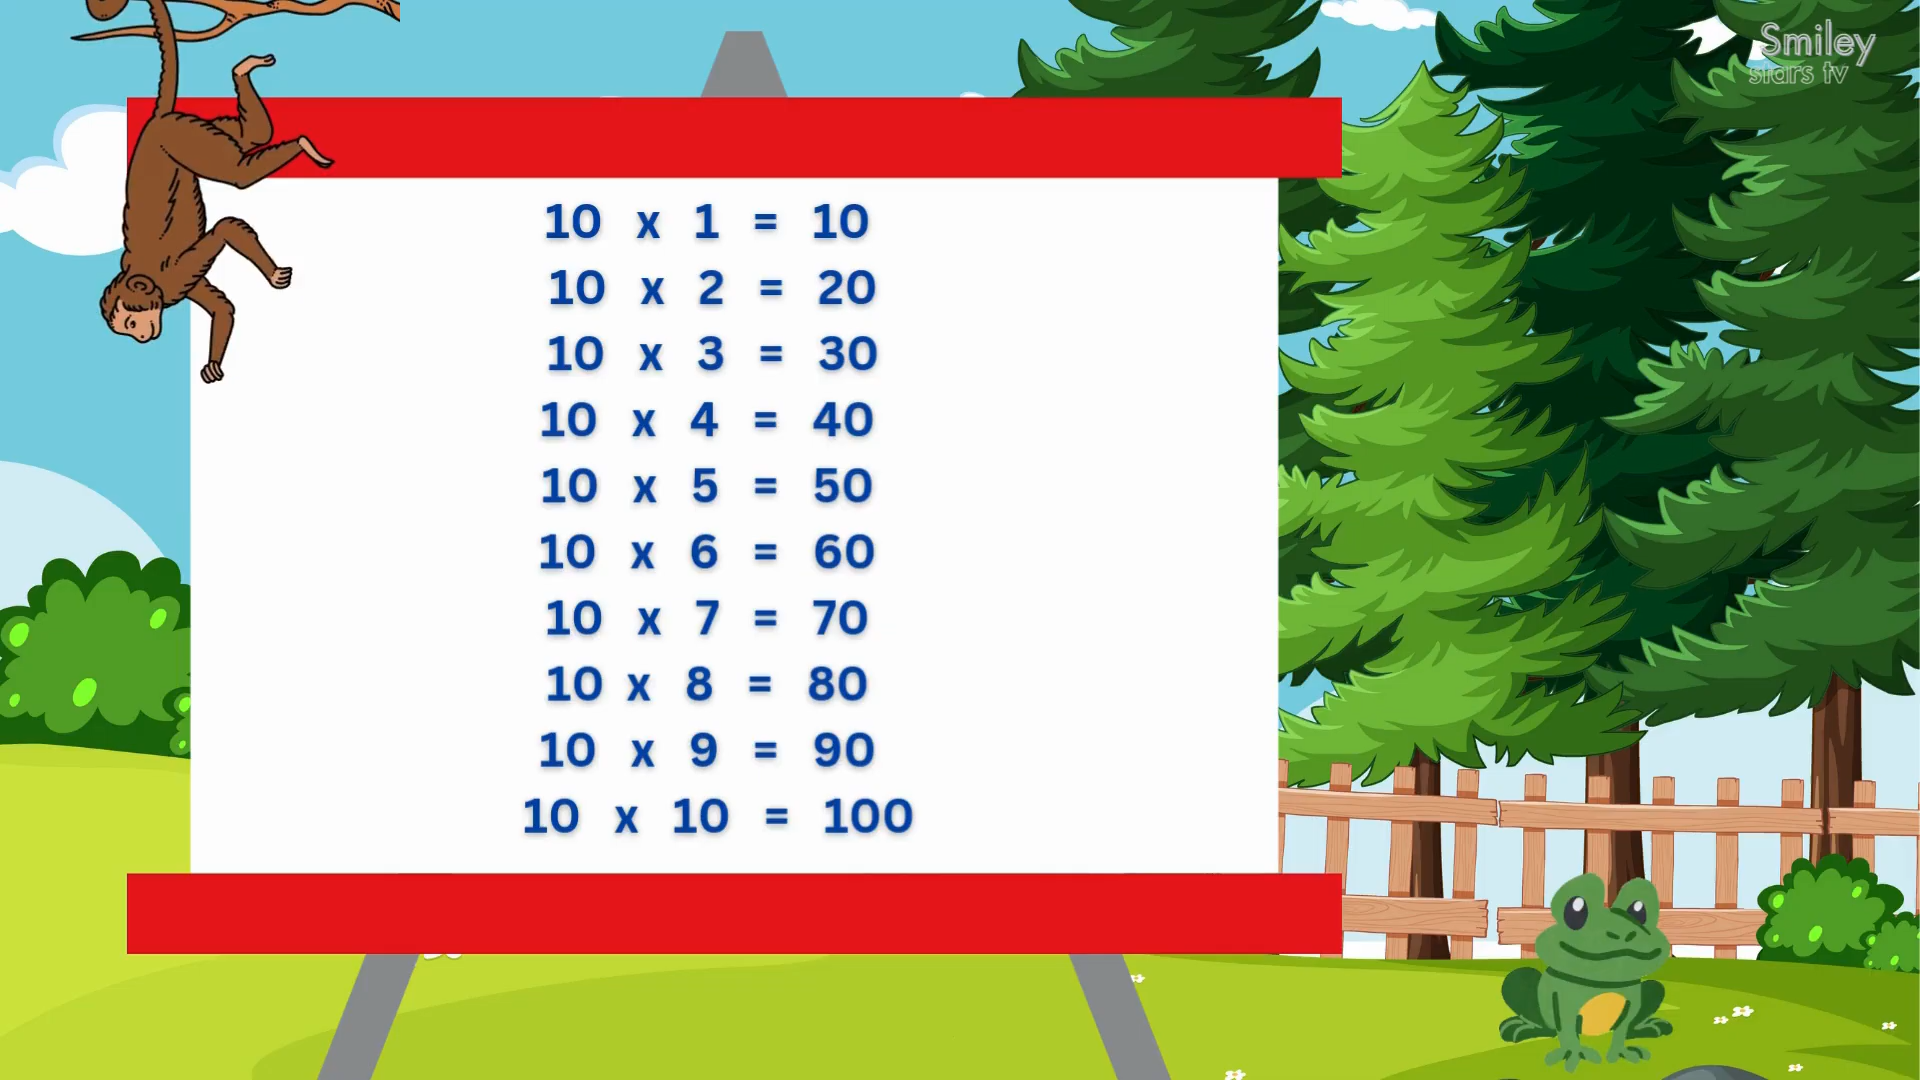 Smiley
stars tv
10 x 1 = 10
10 x 2 = 20
10 x 3 = 30
10 x 4 = 40
10 x 5 = 50
10 x 6 = 60
10 x 7 = 70
10 x 8 = 80
10 x 9 = 90
10 x 10 = 100